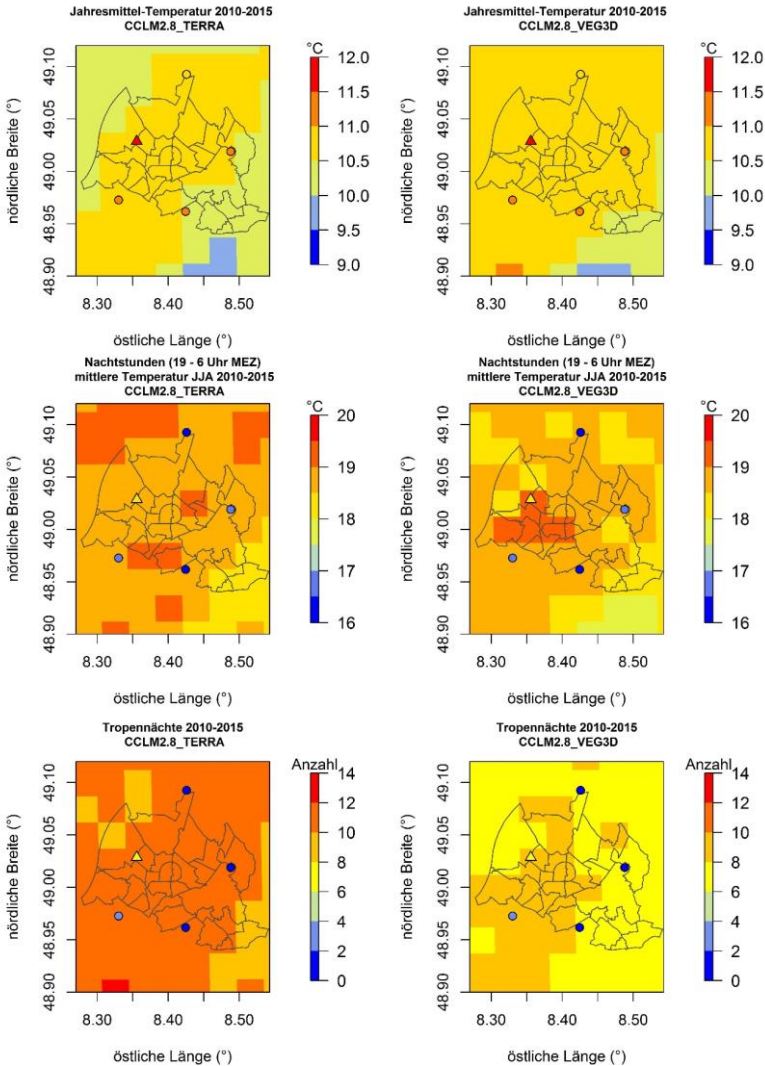 Jahresmittel-Temperatur 2010-2015
CCLM2.8_TERRA
°C
nördliche Breite (°)
49.10
49.05
49.00
48.95
48.90
12.0
11.5
11.0
10.5
10.0
9.5
9.0
8.30
8.40
8.50
östliche Länge (°)
Jahresmittel-Temperatur 2010-2015
CCLM2.8_VEG3D
°C
nördliche Breite (°)
49.10
49.05
49.00
48.95
48.90
12.0
11.5
11.0
10.5
10.0
9.5
9.0
8.30
8.40
8.50
östliche Länge (°)
Nachtstunden (19 - 6 Uhr MEZ)
mittlere Temperatur JJA 2010-2015
CCLM2.8_TERRA
°C
nördliche Breite (°)
49.10
49.05
49.00
48.95
48.90
20
19
18
17
16
8.30
8.40
8.50
östliche Länge (°)
Nachtstunden (19 - 6 Uhr MEZ)
mittlere Temperatur JJA 2010-2015
CCLM2.8_VEG3D
°C
nördliche Breite (°)
49.10
49.05
49.00
48.95
48.90
20
19
18
17
16
8.30
8.40
8.50
östliche Länge (°)
Tropennächte 2010-2015
CCLM2.8_TERRA
Anzahl
nördliche Breite (°)
49.10
49.05
49.00
48.95
48.90
14
12
10
8
6
4
2
0
8.30
8.40
8.50
östliche Länge (°)
Tropennächte 2010-2015
CCLM2.8_VEG3D
Anzahl
nördliche Breite (°)
49.10
49.05
49.00
48.95
48.90
14
12
10
8
6
4
2
0
8.30
8.40
8.50
östliche Länge (°)